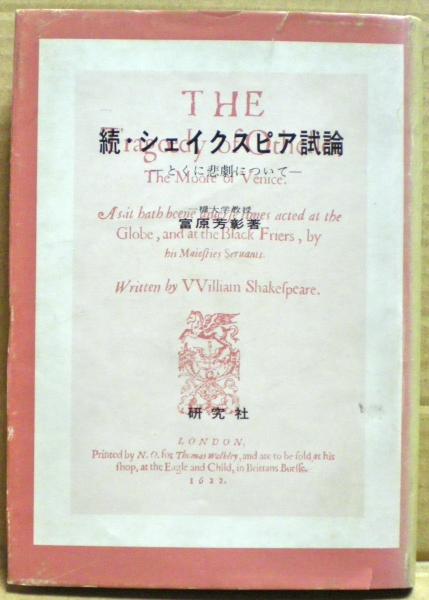 THE
続・シェイクスピア試論
Tragedy of Othello,
—とくに悲劇について—
The Moore of Venice.
一橋大学教授
As it hath beene diuerse times acted at the
富原芳彰著
Globe, and at the Black Friers, by
his Maiesties Seruants.
Written by VVilliam Shakespeare.
研究社
LONDON,
Printed by N. O. for Thomas Walkley, and are to be sold at his
shop, at the Eagle and Child, in Brittans Bursse.
1622.